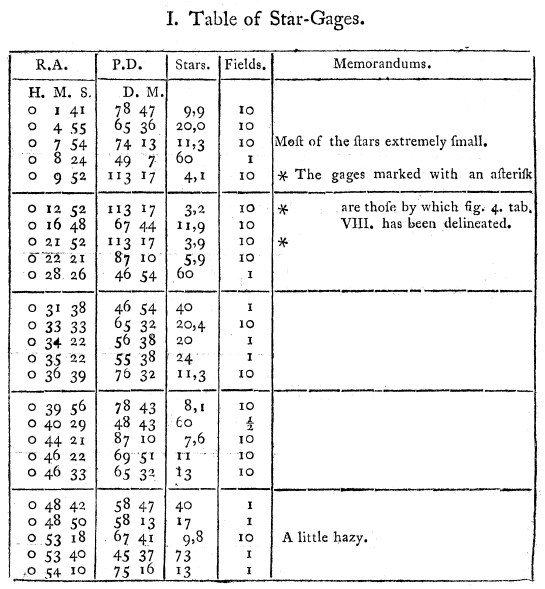 I. Table of Star-Gages.
R.A. P.D. Stars. Fields. Memorandums.
H. M. S. D. M.
0 1 41 78 47 9,9 10
0 4 55 65 36 20,0 10
0 7 54 74 13 11,3 10 Moſt of the ſtars extremely ſmall.
0 8 24 49 7 60 1
0 9 52 113 17 4,1 10 * The gages marked with an aſteriſk
0 12 52 113 17 3,2 10 * are thoſe by which fig. 4. tab.
0 16 48 67 44 11,9 10 VIII. has been delineated.
0 21 52 113 17 3,9 10 *
0 22 21 87 10 5,9 10
0 28 26 46 54 60 1
0 31 38 46 54 40 1
0 33 33 65 32 20,4 10
0 34 22 56 38 20 1
0 35 22 55 38 24 1
0 36 39 76 32 11,3 10
0 39 56 78 43 8,1 10
0 40 29 48 43 60 ½
0 44 21 87 10 7,6 10
0 46 22 69 51 11 10
0 46 33 65 32 13 10
0 48 42 58 47 40 1
0 48 50 58 13 17 1
0 53 18 67 41 9,8 10 A little hazy.
0 53 40 45 37 73 1
0 54 10 75 16 13 1